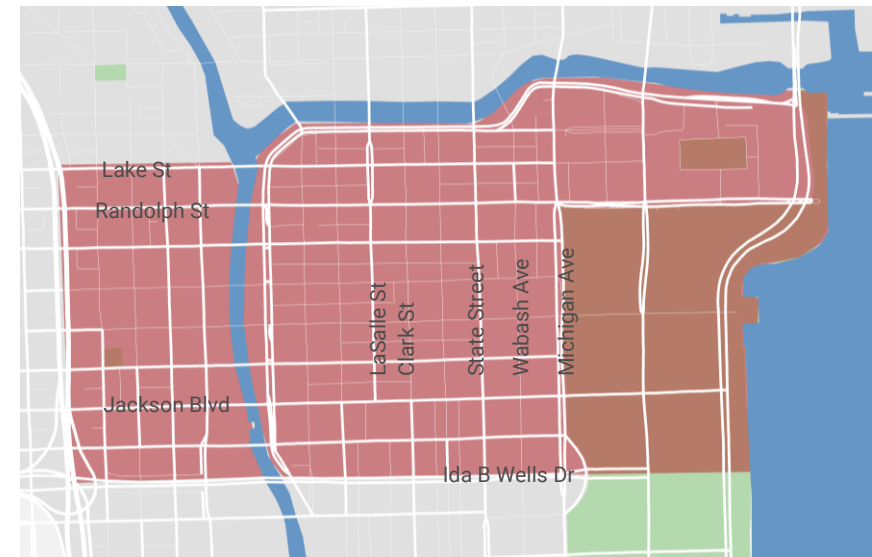 Lake St
Randolph St
LaSalle St
Clark St
State Street
Wabash Ave
Michigan Ave
Jackson Blvd
Ida B Wells Dr